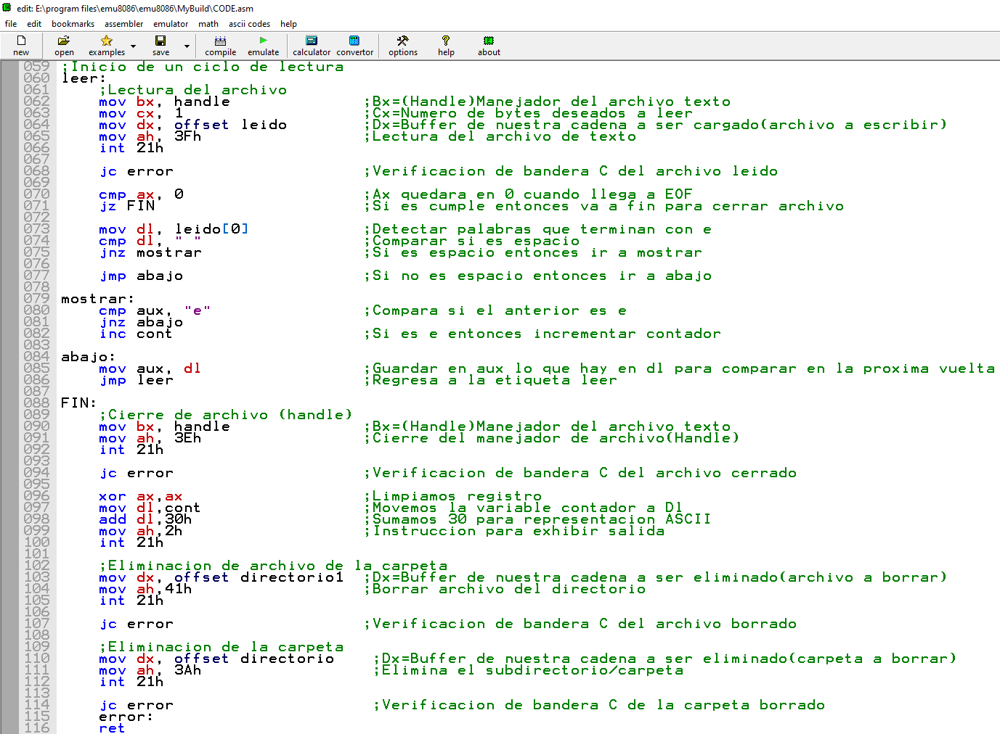 edit: E:\program files\emu8086\emu8086\MyBuild\CODE.asm
file edit bookmarks assembler emulator math ascii codes help
new open examples save compile emulate calculator convertor options help about
059 ;Inicio de un ciclo de lectura
060 leer:
061 ;Lectura del archivo
062 mov bx, handle ;Bx=(Handle)Manejador del archivo texto
063 mov cx, 1 ;Cx=Numero de bytes deseados a leer
064 mov dx, offset leido ;Dx=Buffer de nuestra cadena a ser cargado(archivo a escribir)
065 mov ah, 3Fh ;Lectura del archivo de texto
066 int 21h
067
068 jc error ;Verificacion de bandera C del archivo leido
069
070 cmp ax, 0 ;Ax quedara en 0 cuando llega a EOF
071 jz FIN ;Si es cumple entonces va a fin para cerrar archivo
072
073 mov dl, leido[0] ;Detectar palabras que terminan con e
074 cmp dl, " " ;Comparar si es espacio
075 jnz mostrar ;Si es espacio entonces ir a mostrar
076
077 jmp abajo ;Si no es espacio entonces ir a abajo
078
079 mostrar:
080 cmp aux, "e" ;Compara si el anterior es e
081 jnz abajo
082 inc cont ;Si es e entonces incrementar contador
083
084 abajo:
085 mov aux, dl ;Guardar en aux lo que hay en dl para comparar en la proxima vuelta
086 jmp leer ;Regresa a la etiqueta leer
087
088 FIN:
089 ;Cierre de archivo (handle)
090 mov bx, handle ;Bx=(Handle)Manejador del archivo texto
091 mov ah, 3Eh ;Cierre del manejador de archivo(Handle)
092 int 21h
093
094 jc error ;Verificacion de bandera C del archivo cerrado
095
096 xor ax,ax ;Limpiamos registro
097 mov dl,cont ;Movemos la variable contador a Dl
098 add dl,30h ;Sumamos 30 para representacion ASCII
099 mov ah,2h ;Instruccion para exhibir salida
100 int 21h
101
102 ;Eliminacion de archivo de la carpeta
103 mov dx, offset directorio1 ;Dx=Buffer de nuestra cadena a ser eliminado(archivo a borrar)
104 mov ah,41h ;Borrar archivo del directorio
105 int 21h
106
107 jc error ;Verificacion de bandera C del archivo borrado
108
109 ;Eliminacion de la carpeta
110 mov dx, offset directorio ;Dx=Buffer de nuestra cadena a ser eliminado(carpeta a borrar)
111 mov ah, 3Ah ;Elimina el subdirectorio/carpeta
112 int 21h
113
114 jc error ;Verificacion de bandera C de la carpeta borrado
115 error:
116 ret